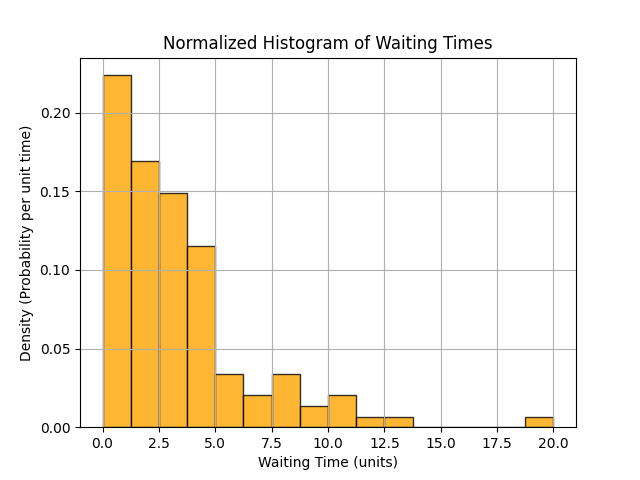 Normalized Histogram of Waiting Times
Density (Probability per unit time)
0.20
0.15
0.10
0.05
0.00
0.0 2.5 5.0 7.5 10.0 12.5 15.0 17.5 20.0
Waiting Time (units)